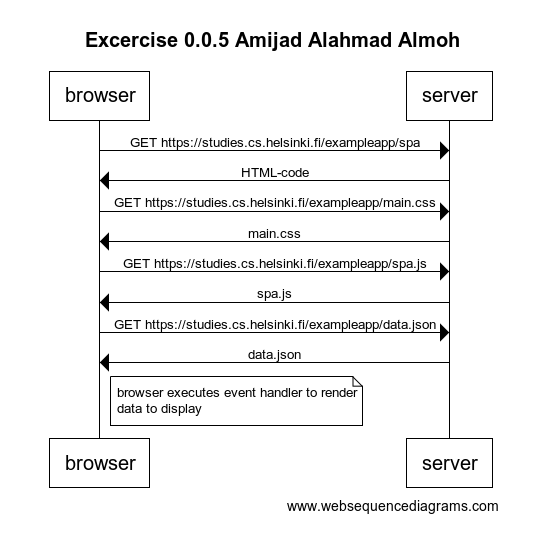 Excercise 0.0.5 Amijad Alahmad Almoh
browser
server
GET https://studies.cs.helsinki.fi/exampleapp/spa
HTML-code
GET https://studies.cs.helsinki.fi/exampleapp/main.css
main.css
GET https://studies.cs.helsinki.fi/exampleapp/spa.js
spa.js
GET https://studies.cs.helsinki.fi/exampleapp/data.json
data.json
browser executes event handler to render
data to display
browser
server
www.websequencediagrams.com